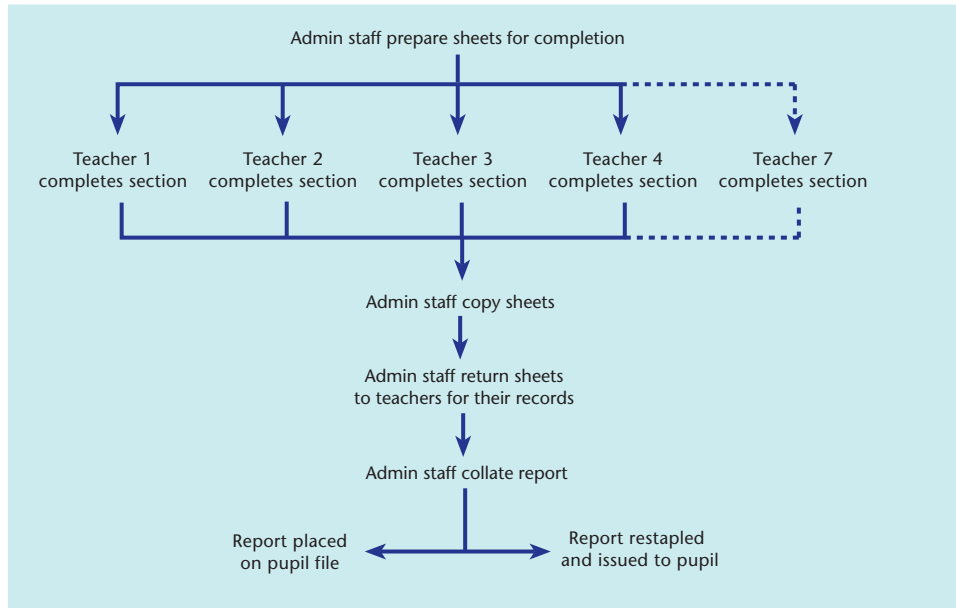 Admin staff prepare sheets for completion
Teacher 1
completes section
Teacher 2
completes section
Teacher 3
completes section
Teacher 4
completes section
Teacher 7
completes section
Admin staff copy sheets
Admin staff return sheets
to teachers for their records
Admin staff collate report
Report placed
on pupil file
Report restapled
and issued to pupil